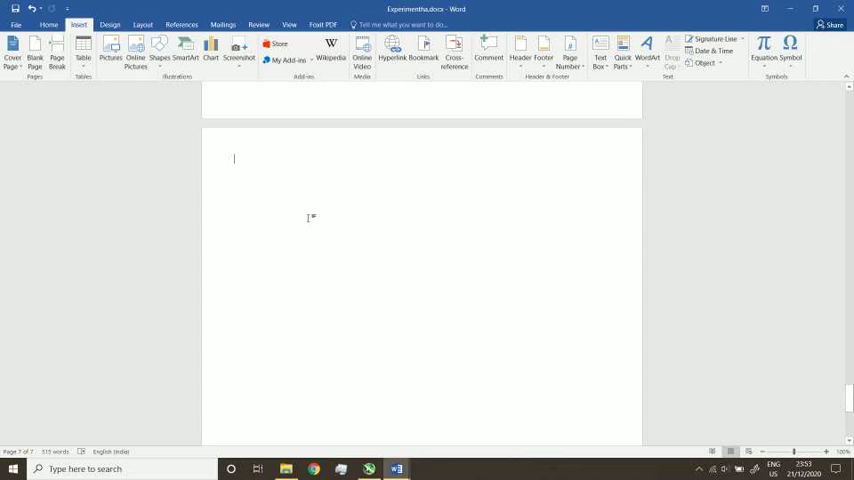 Experimentha.docx - Word
File Home Insert Design Layout References Mailings Review View Foxit PDF Tell me what you want to do... Share
Cover Page Blank Page Page Break Table Pictures Online Pictures Shapes SmartArt Chart Screenshot Store My Add-ins Wikipedia Online Video Hyperlink Bookmark Cross-reference Comment Header Footer Page Number Text Box Quick Parts WordArt Drop Cap Signature Line Date & Time Object Equation Symbol
Pages Tables Illustrations Add-ins Media Links Comments Header & Footer Text Symbols
Page 7 of 7 515 words English (India) 100%
Type here to search ENG US 23:53 21/12/2020